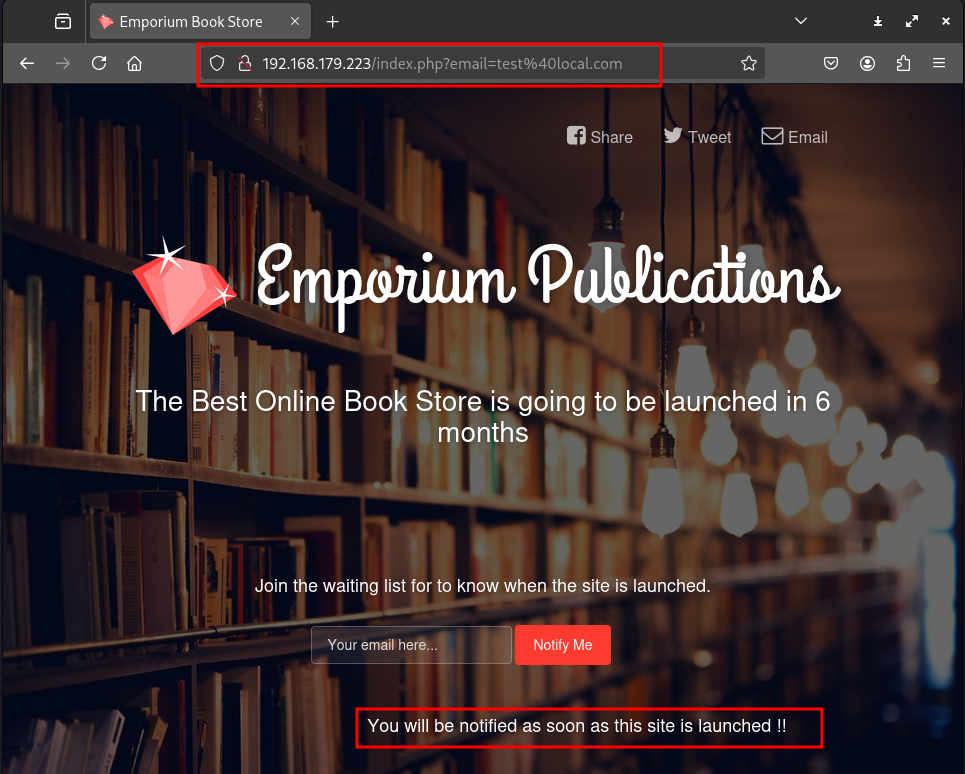 Emporium Book Store
192.168.179.223/index.php?email=test%40local.com
Share Tweet Email
Emporium Publications
The Best Online Book Store is going to be launched in 6
months
Join the waiting list for to know when the site is launched.
Your email here... Notify Me
You will be notified as soon as this site is launched !!